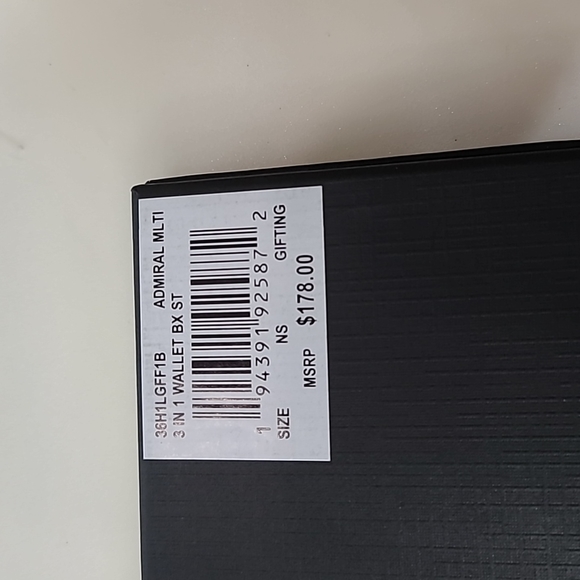 36H1LGFF1B ADMIRAL MLTI
3 IN 1 WALLET BX ST
1 94391 92587 2
SIZE NS GIFTING
MSRP $178.00